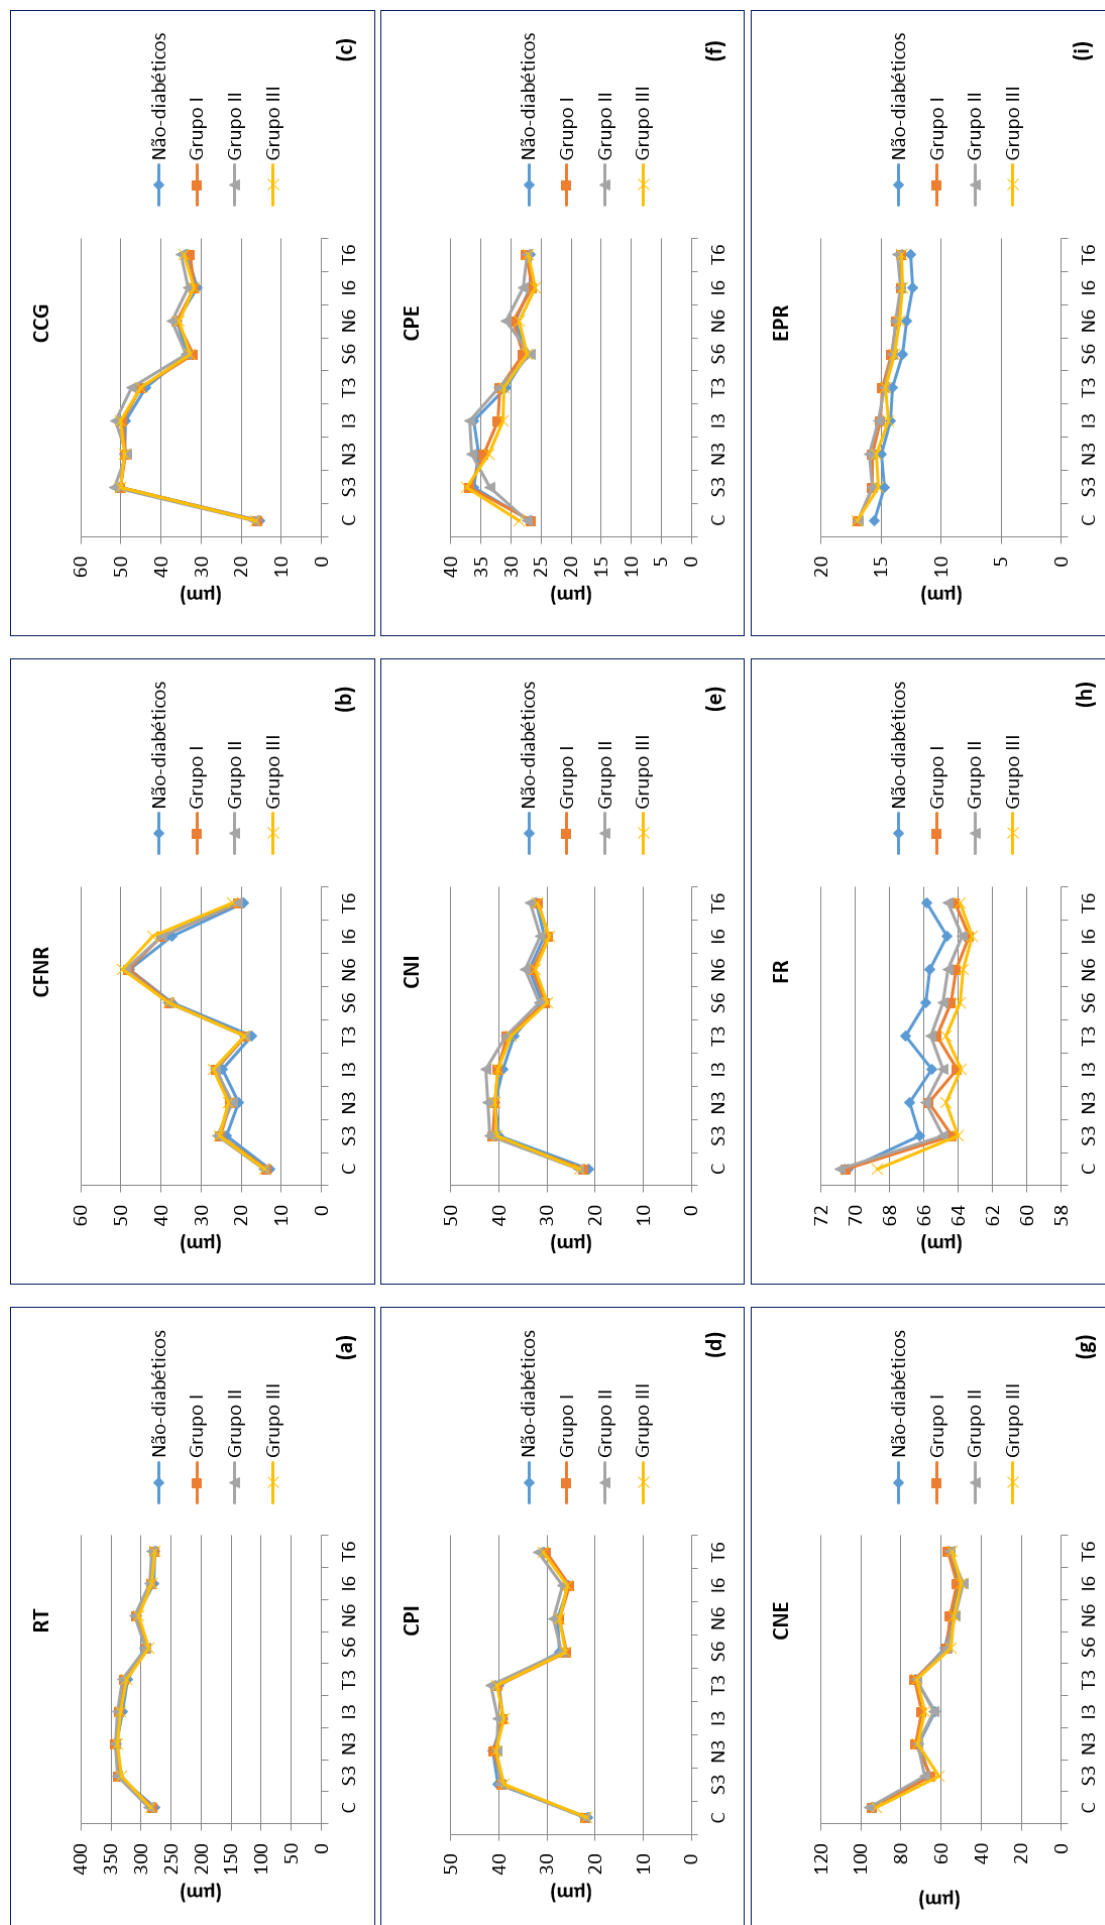 RT
(µm)
400
350
300
250
200
150
100
50
0
C S3 N3 I3 T3 S6 N6 I6 T6
Não-diabéticos
Grupo I
Grupo II
Grupo III
(a)
CFNR
(µm)
60
50
40
30
20
10
0
C S3 N3 I3 T3 S6 N6 I6 T6
Não-diabéticos
Grupo I
Grupo II
Grupo III
(b)
CCG
(µm)
60
50
40
30
20
10
0
C S3 N3 I3 T3 S6 N6 I6 T6
Não-diabéticos
Grupo I
Grupo II
Grupo III
(c)
CPI
(µm)
50
40
30
20
10
0
C S3 N3 I3 T3 S6 N6 I6 T6
Não-diabéticos
Grupo I
Grupo II
Grupo III
(d)
CNI
(µm)
50
40
30
20
10
0
C S3 N3 I3 T3 S6 N6 I6 T6
Não-diabéticos
Grupo I
Grupo II
Grupo III
(e)
CPE
(µm)
40
35
30
25
20
15
10
5
0
C S3 N3 I3 T3 S6 N6 I6 T6
Não-diabéticos
Grupo I
Grupo II
Grupo III
(f)
CNE
(µm)
120
100
80
60
40
20
0
C S3 N3 I3 T3 S6 N6 I6 T6
Não-diabéticos
Grupo I
Grupo II
Grupo III
(g)
FR
(µm)
72
70
68
66
64
62
60
58
C S3 N3 I3 T3 S6 N6 I6 T6
Não-diabéticos
Grupo I
Grupo II
Grupo III
(h)
EPR
(µm)
20
15
10
5
0
C S3 N3 I3 T3 S6 N6 I6 T6
Não-diabéticos
Grupo I
Grupo II
Grupo III
(i)